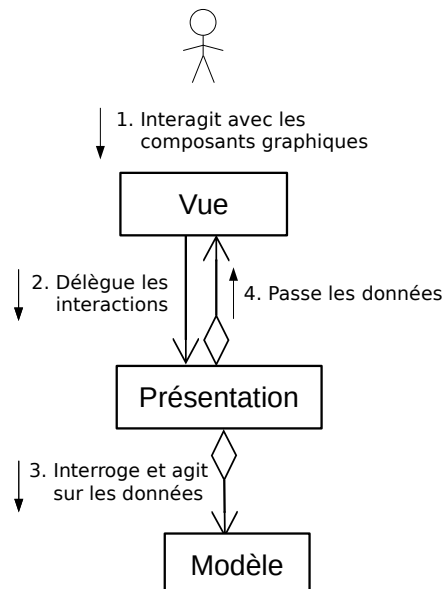 1. Interagit avec les
composants graphiques
Vue
2. Délègue les
interactions
4. Passe les données
Présentation
3. Interroge et agit
sur les données
Modèle